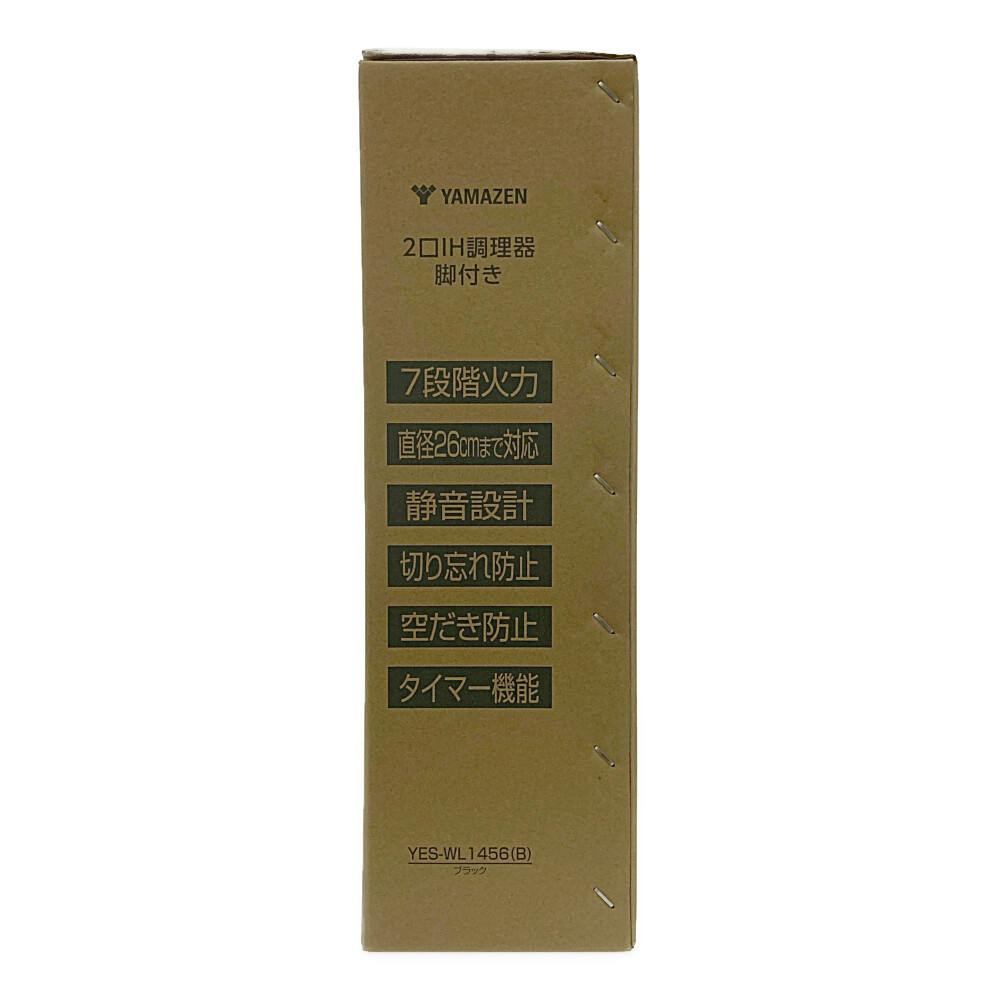 YAMAZEN
2口IH調理器
脚付き
7段階火力
直径26cmまで対応
静音設計
切り忘れ防止
空だき防止
タイマー機能
YES-WL1456(B)
ブラック